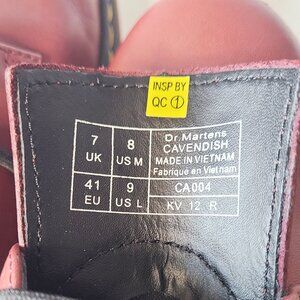 INSP BY
QC ①
7 UK
8 US M
41 EU
9 US L
Dr.Martens
CAVENDISH
MADE IN VIETNAM
Fabriqué en Vietnam
CA004
KV 12 R